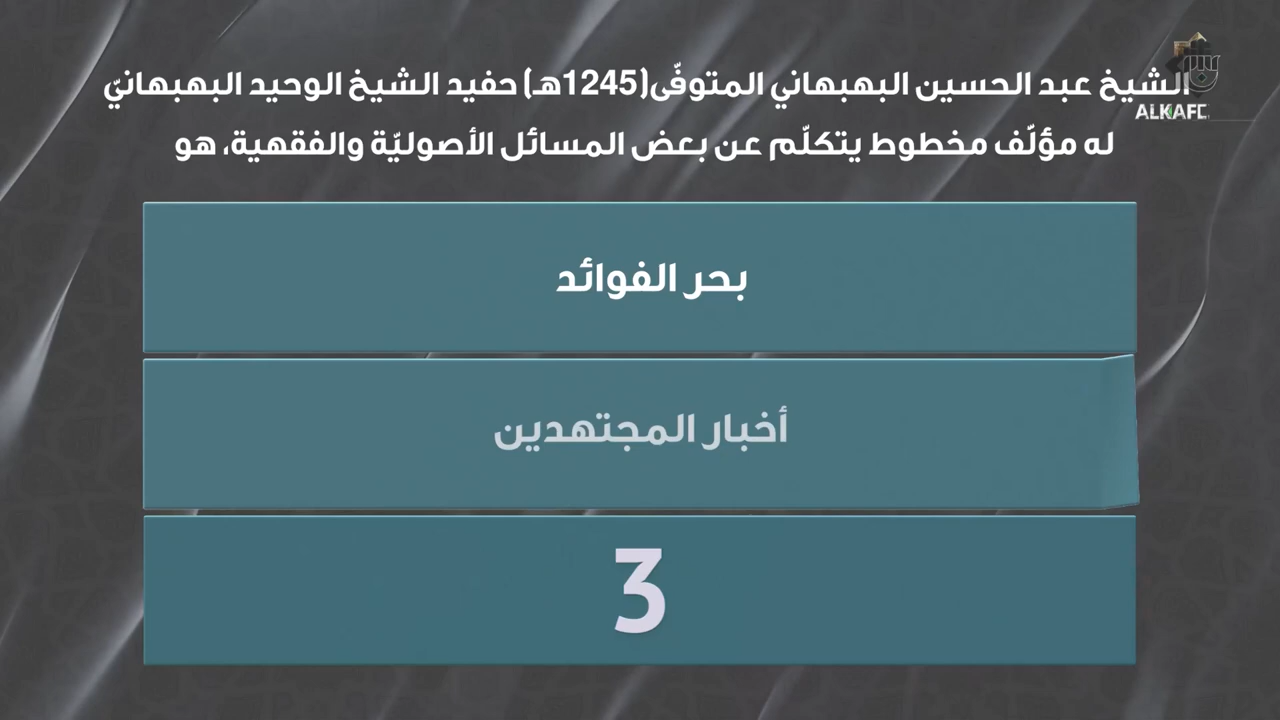 الشيخ عبد الحسين البهبهاني المتوفّى(1245هـ) حفيد الشيخ الوحيد البهبهانيّ
له مؤلّف مخطوط يتكلّم عن بعض المسائل الأصوليّة والفقهية، هو
بحر الفوائد
أخبار المجتهدين
3
ALKAFC